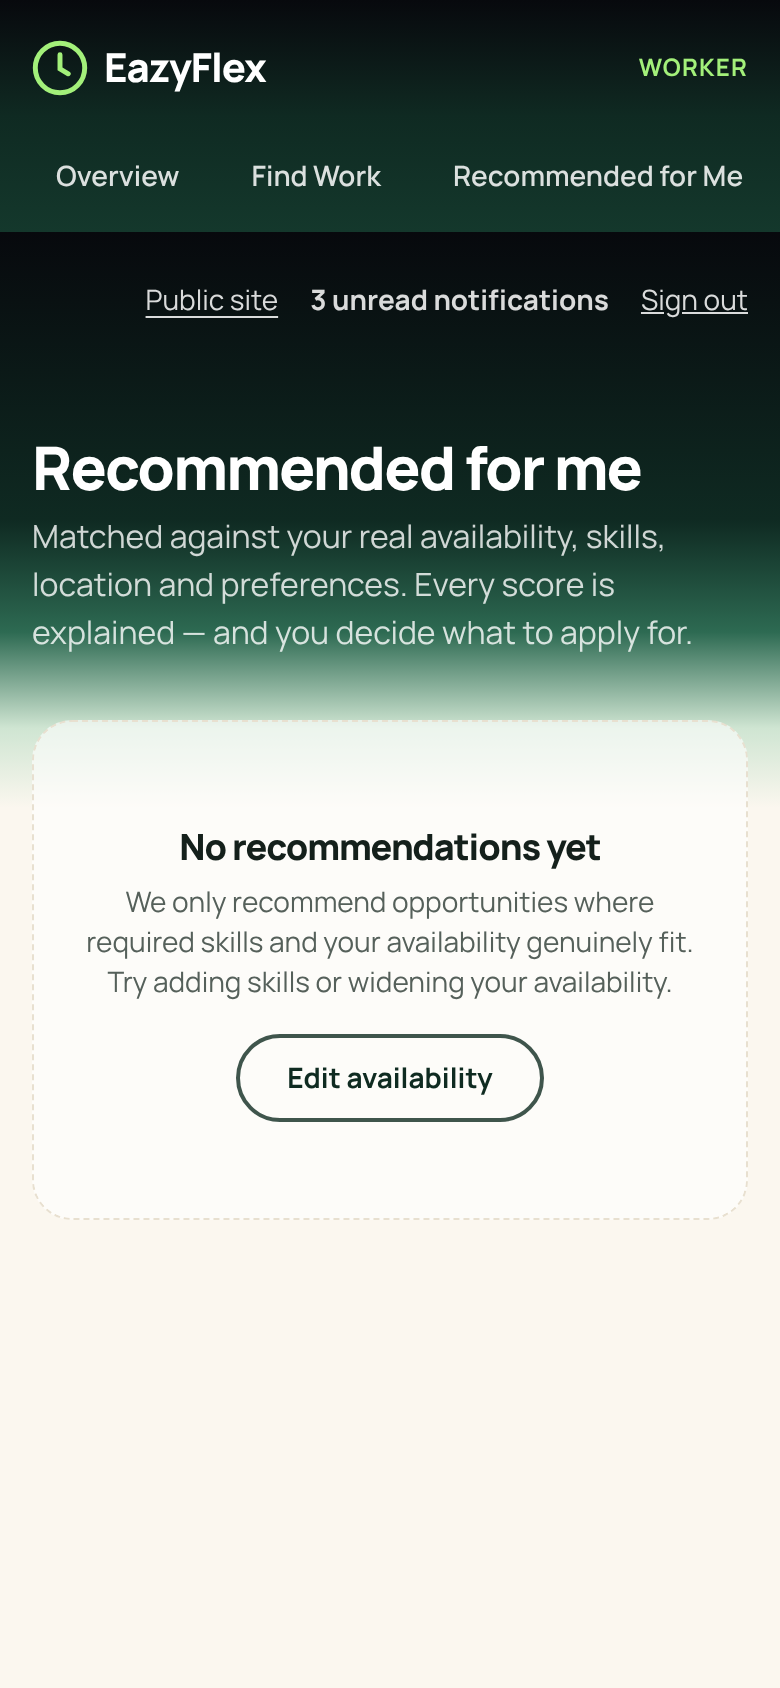 EazyFlex
WORKER
Overview
Find Work
Recommended for Me
Public site
3 unread notifications
Sign out
Recommended for me
Matched against your real availability, skills,
location and preferences. Every score is
explained — and you decide what to apply for.
No recommendations yet
We only recommend opportunities where
required skills and your availability genuinely fit.
Try adding skills or widening your availability.
Edit availability